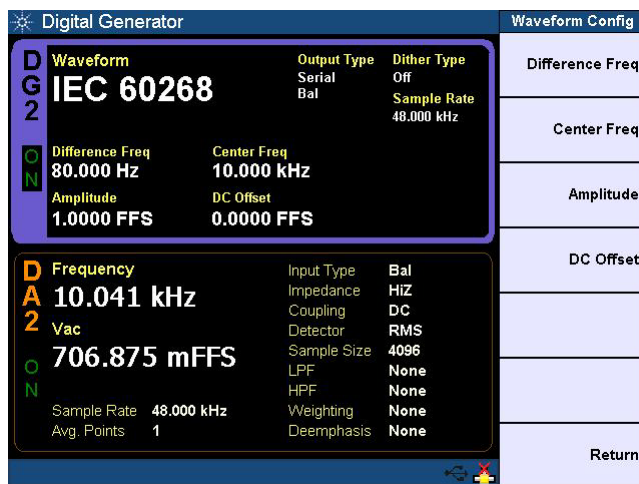 Digital Generator
Waveform Config
DG2
ON
Waveform
IEC 60268
Output Type
Serial
Bal
Dither Type
Off
Sample Rate
48.000 kHz
Difference Freq
80.000 Hz
Center Freq
10.000 kHz
Amplitude
1.0000 FFS
DC Offset
0.0000 FFS
DA2
ON
Frequency
10.041 kHz
Vac
706.875 mFFS
Sample Rate 48.000 kHz
Avg. Points 1
Input Type Bal
Impedance HiZ
Coupling DC
Detector RMS
Sample Size 4096
LPF None
HPF None
Weighting None
Deemphasis None
Difference Freq
Center Freq
Amplitude
DC Offset
Return